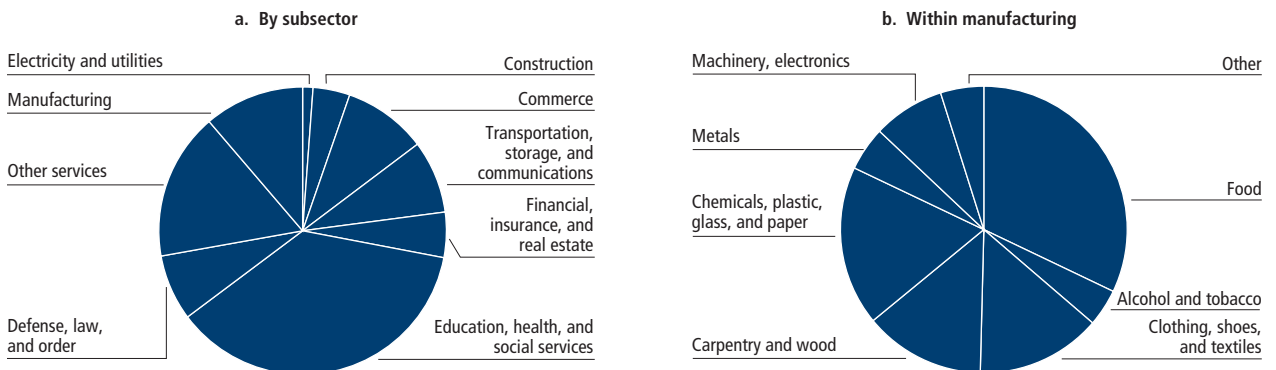 a. By subsector
Electricity and utilities
Manufacturing
Other services
Defense, law,
and order
Construction
Commerce
Transportation,
storage, and
communications
Financial,
insurance, and
real estate
Education, health, and
social services
b. Within manufacturing
Machinery, electronics
Metals
Chemicals, plastic,
glass, and paper
Carpentry and wood
Other
Food
Alcohol and tobacco
Clothing, shoes,
and textiles